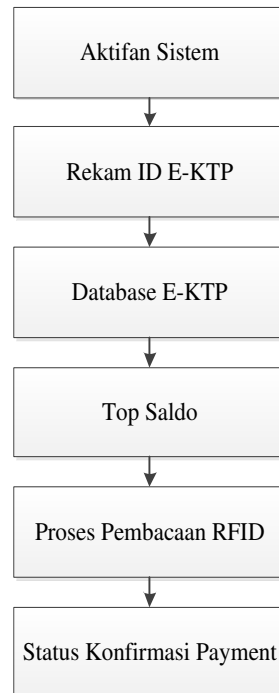 Aktifan Sistem
Rekam ID E-KTP
Database E-KTP
Top Saldo
Proses Pembacaan RFID
Status Konfirmasi Payment